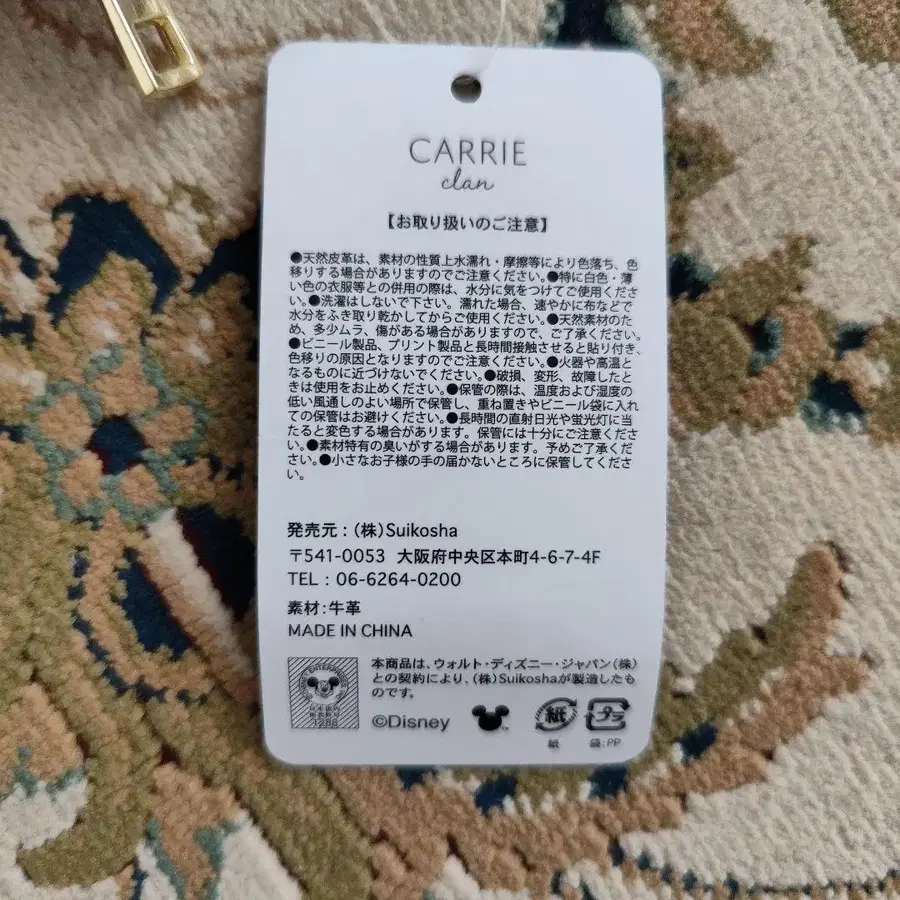 CARRIE
clan
【お取り扱いのご注意】
●天然皮革は、素材の性質上水濡れ・摩擦等により色落ち、色
移りする場合がありますのでご注意ください。●特に白色・薄
い色の衣服等との併用の際は、水分に気をつけてご使用くださ
い。●洗濯はしないで下さい。濡れた場合、速やかに布などで
水分をふき取り乾かしてからご使用ください。●天然素材のた
め、多少ムラ、傷がある場合がありますので、ご了承ください。
●ビニール製品、プリント製品と長時間接触させると貼り付き、
色移りの原因となりますのでご注意ください。●火器や高温と
なるものに近づけないでください。●破損、変形、故障したと
きは使用をお止めください。●保管の際は、温度および湿度の
低い風通しのよい場所で保管し、重ね置きやビニール袋に入れ
ての保管はお避けください。●長時間の直射日光や蛍光灯に当
たると変色する場合があります。保管には十分にご注意くださ
い。●素材特有の臭いがする場合があります。予めご了承くださ
い。●小さなお子様の手の届かないところに保管してくださ
い。
発売元：(株)Suikosha
〒541-0053 大阪府中央区本町4-6-7-4F
TEL：06-6264-0200
素材:牛革
MADE IN CHINA
本商品は、ウォルト・ディズニー・ジャパン(株)
との契約により、(株)Suikoshaが製造したも
のです。
1288
©Disney
紙
プラ
紙
袋:PP